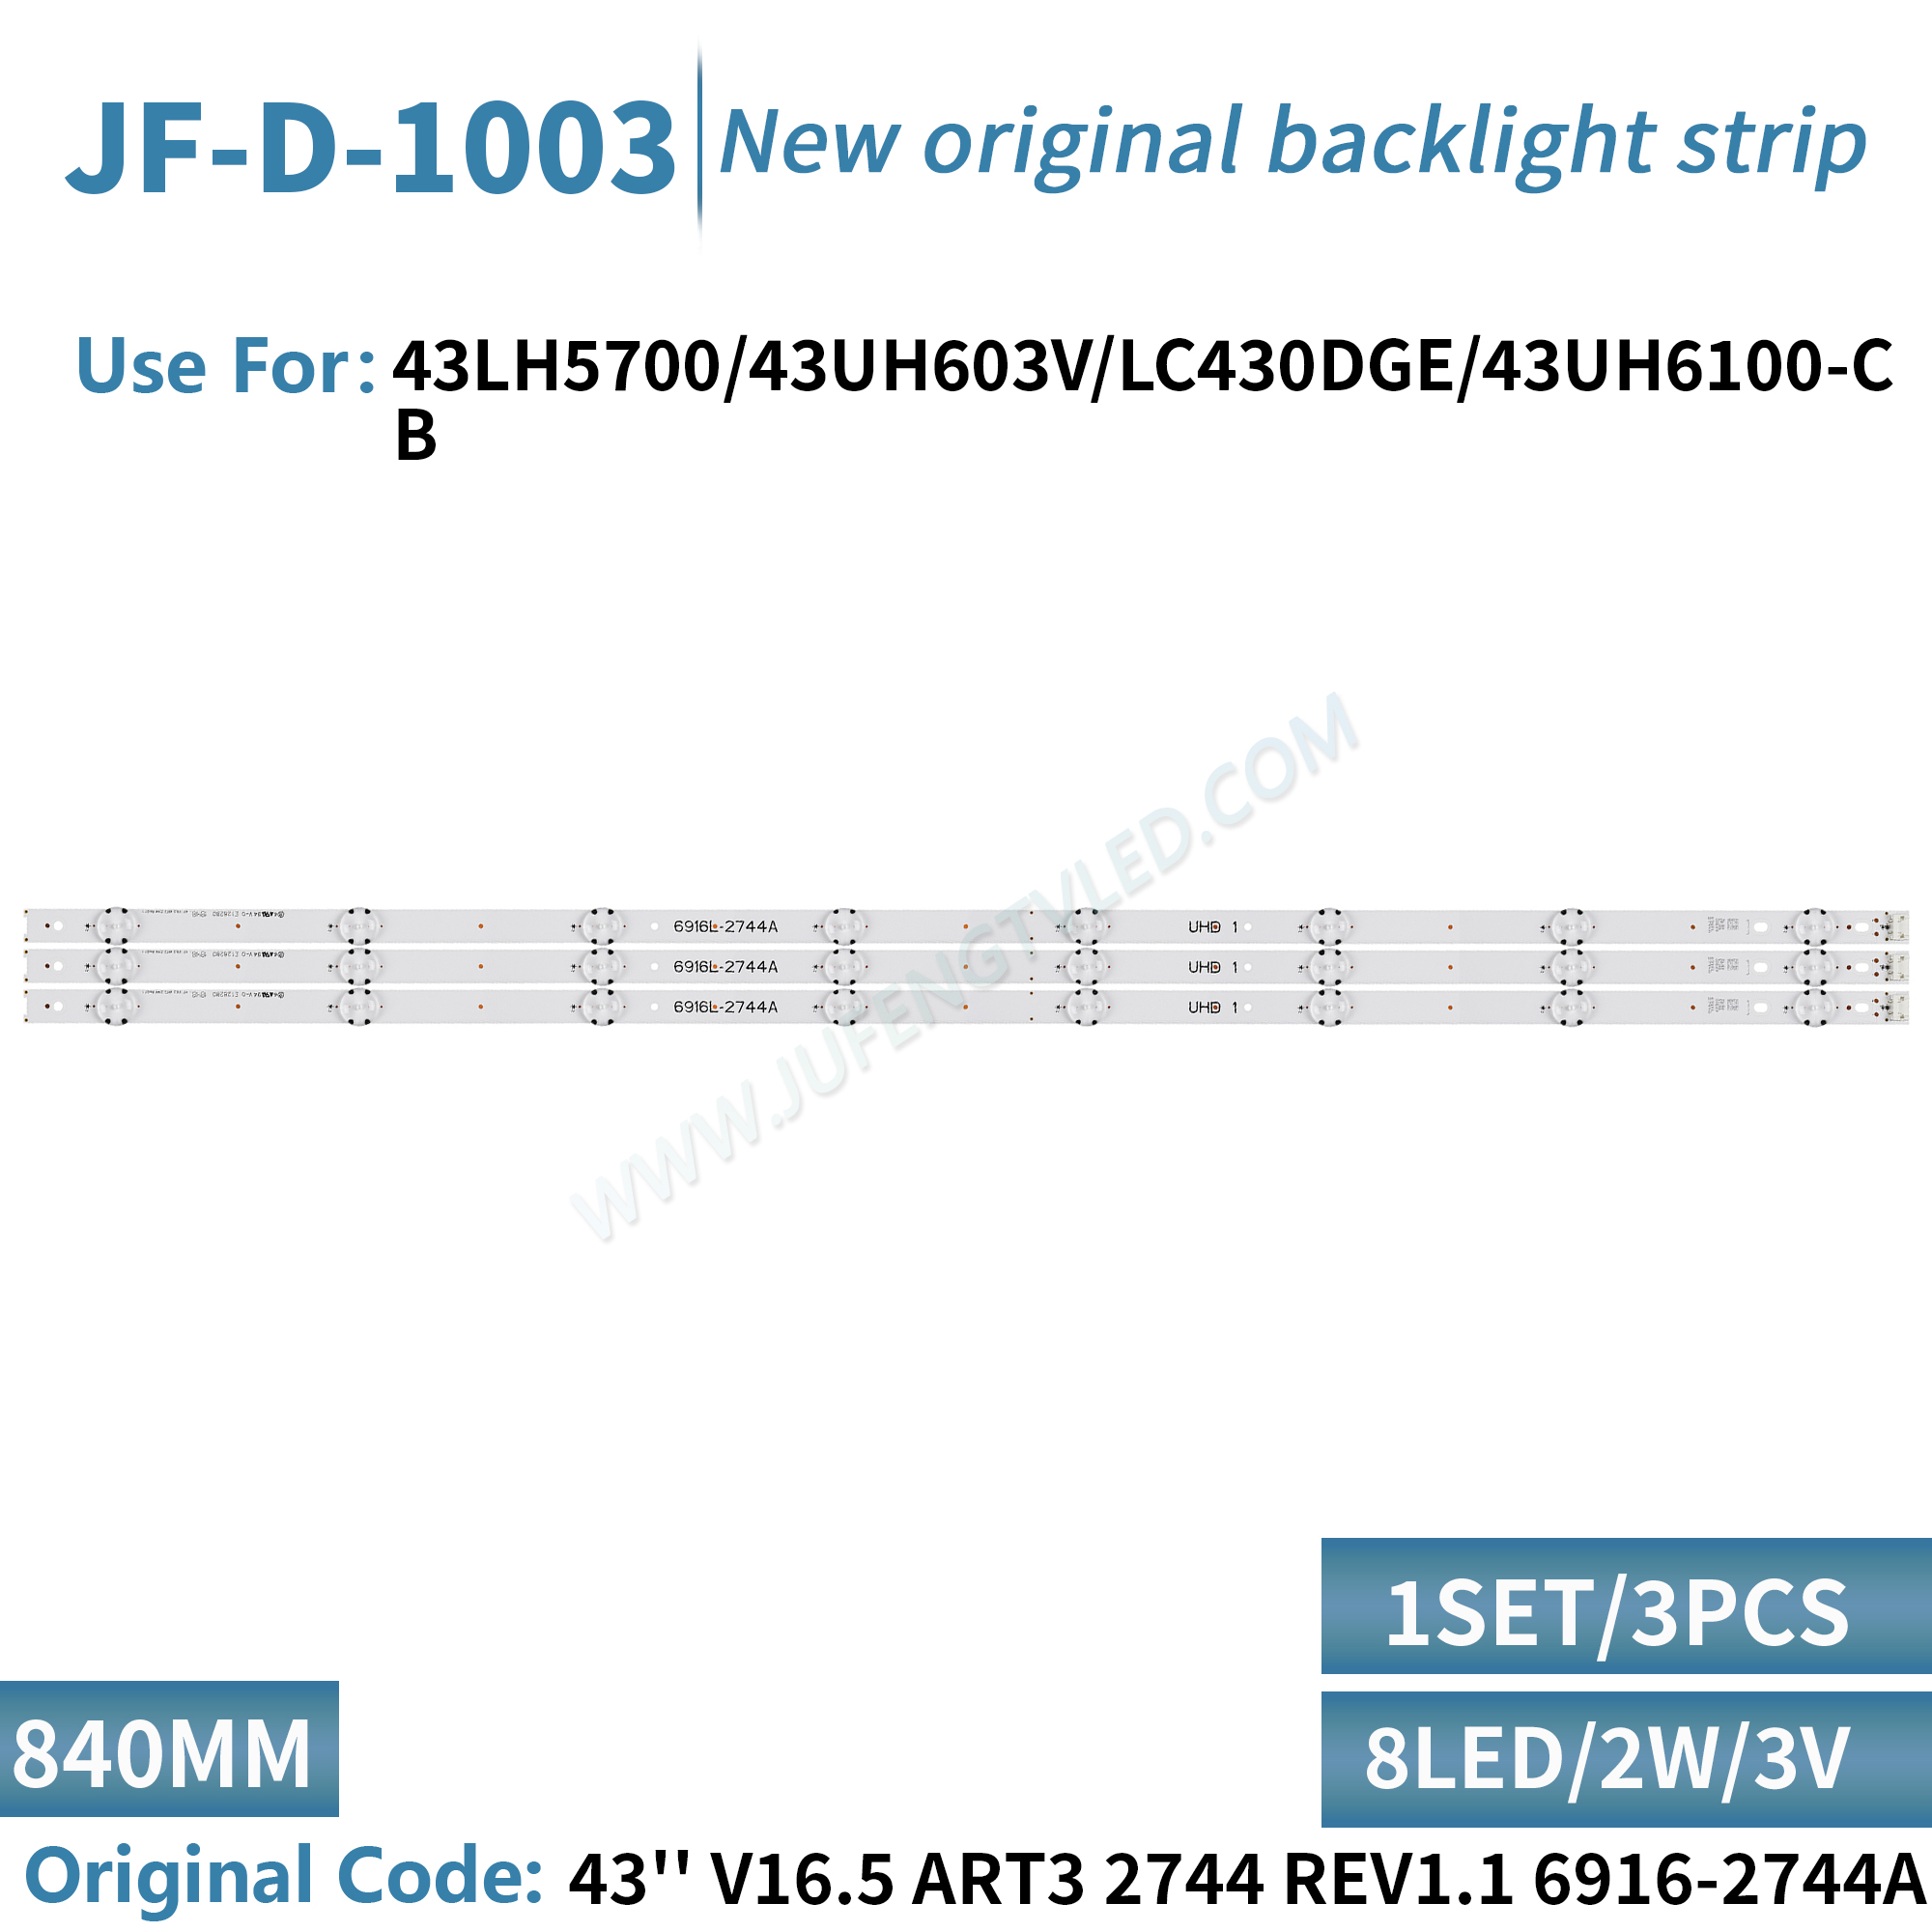 JF-D-1003
New original backlight strip
Use For: 43LH5700/43UH603V/LC430DGE/43UH6100-C
B
WWW.JUFENGTVLED.COM
6916L-2744A UHD 1
6916L-2744A UHD 1
6916L-2744A UHD 1
1SET/3PCS
840MM
8LED/2W/3V
Original Code: 43'' V16.5 ART3 2744 REV1.1 6916-2744A